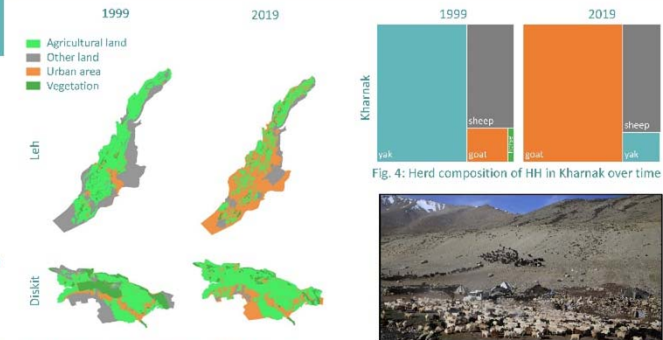 1999
2019
Agricultural land
Other land
Urban area
Vegetation
Leh
Diskit
1999
2019
Kharnak
yak
sheep
goat
goat
sheep
yak
Fig. 4: Herd composition of HH in Kharnak over time